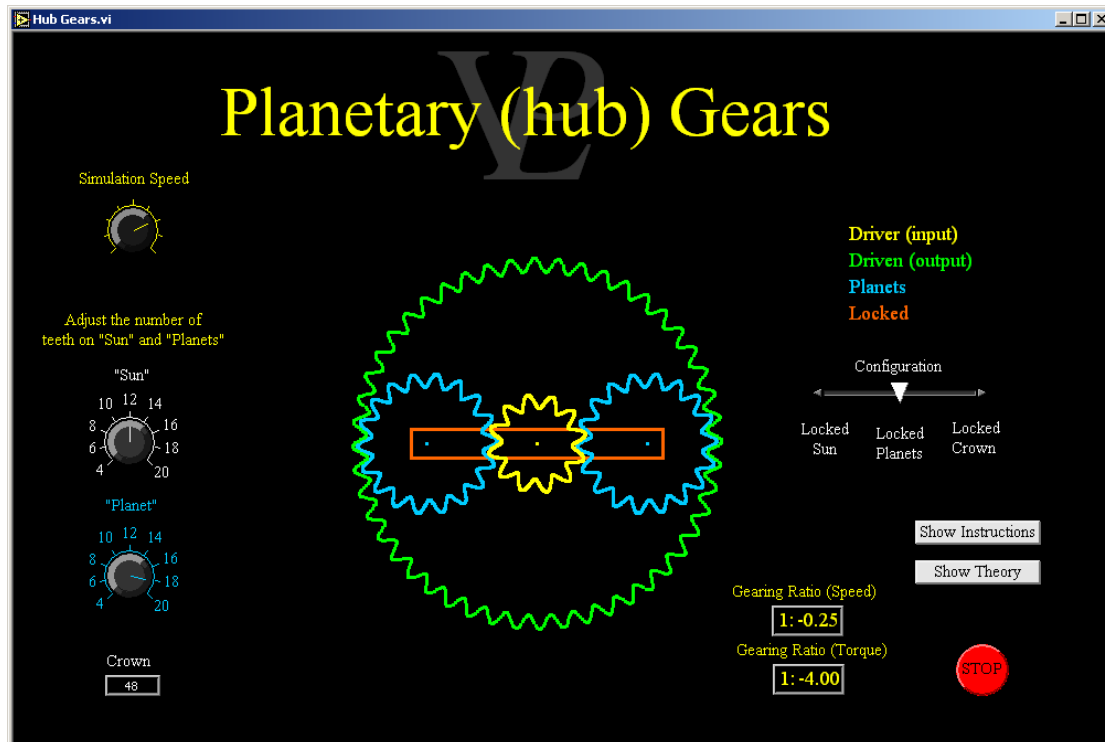 Hub Gears.vi
VPL
Planetary (hub) Gears
Simulation Speed
Driver (input)
Driven (output)
Planets
Locked
Adjust the number of
teeth on "Sun" and "Planets"
"Sun"
4 6 8 10 12 14 16 18 20
"Planet"
4 6 8 10 12 14 16 18 20
Crown
48
Configuration
Locked
Sun
Locked
Planets
Locked
Crown
Show Instructions
Show Theory
Gearing Ratio (Speed)
1: -0.25
Gearing Ratio (Torque)
1: -4.00
STOP